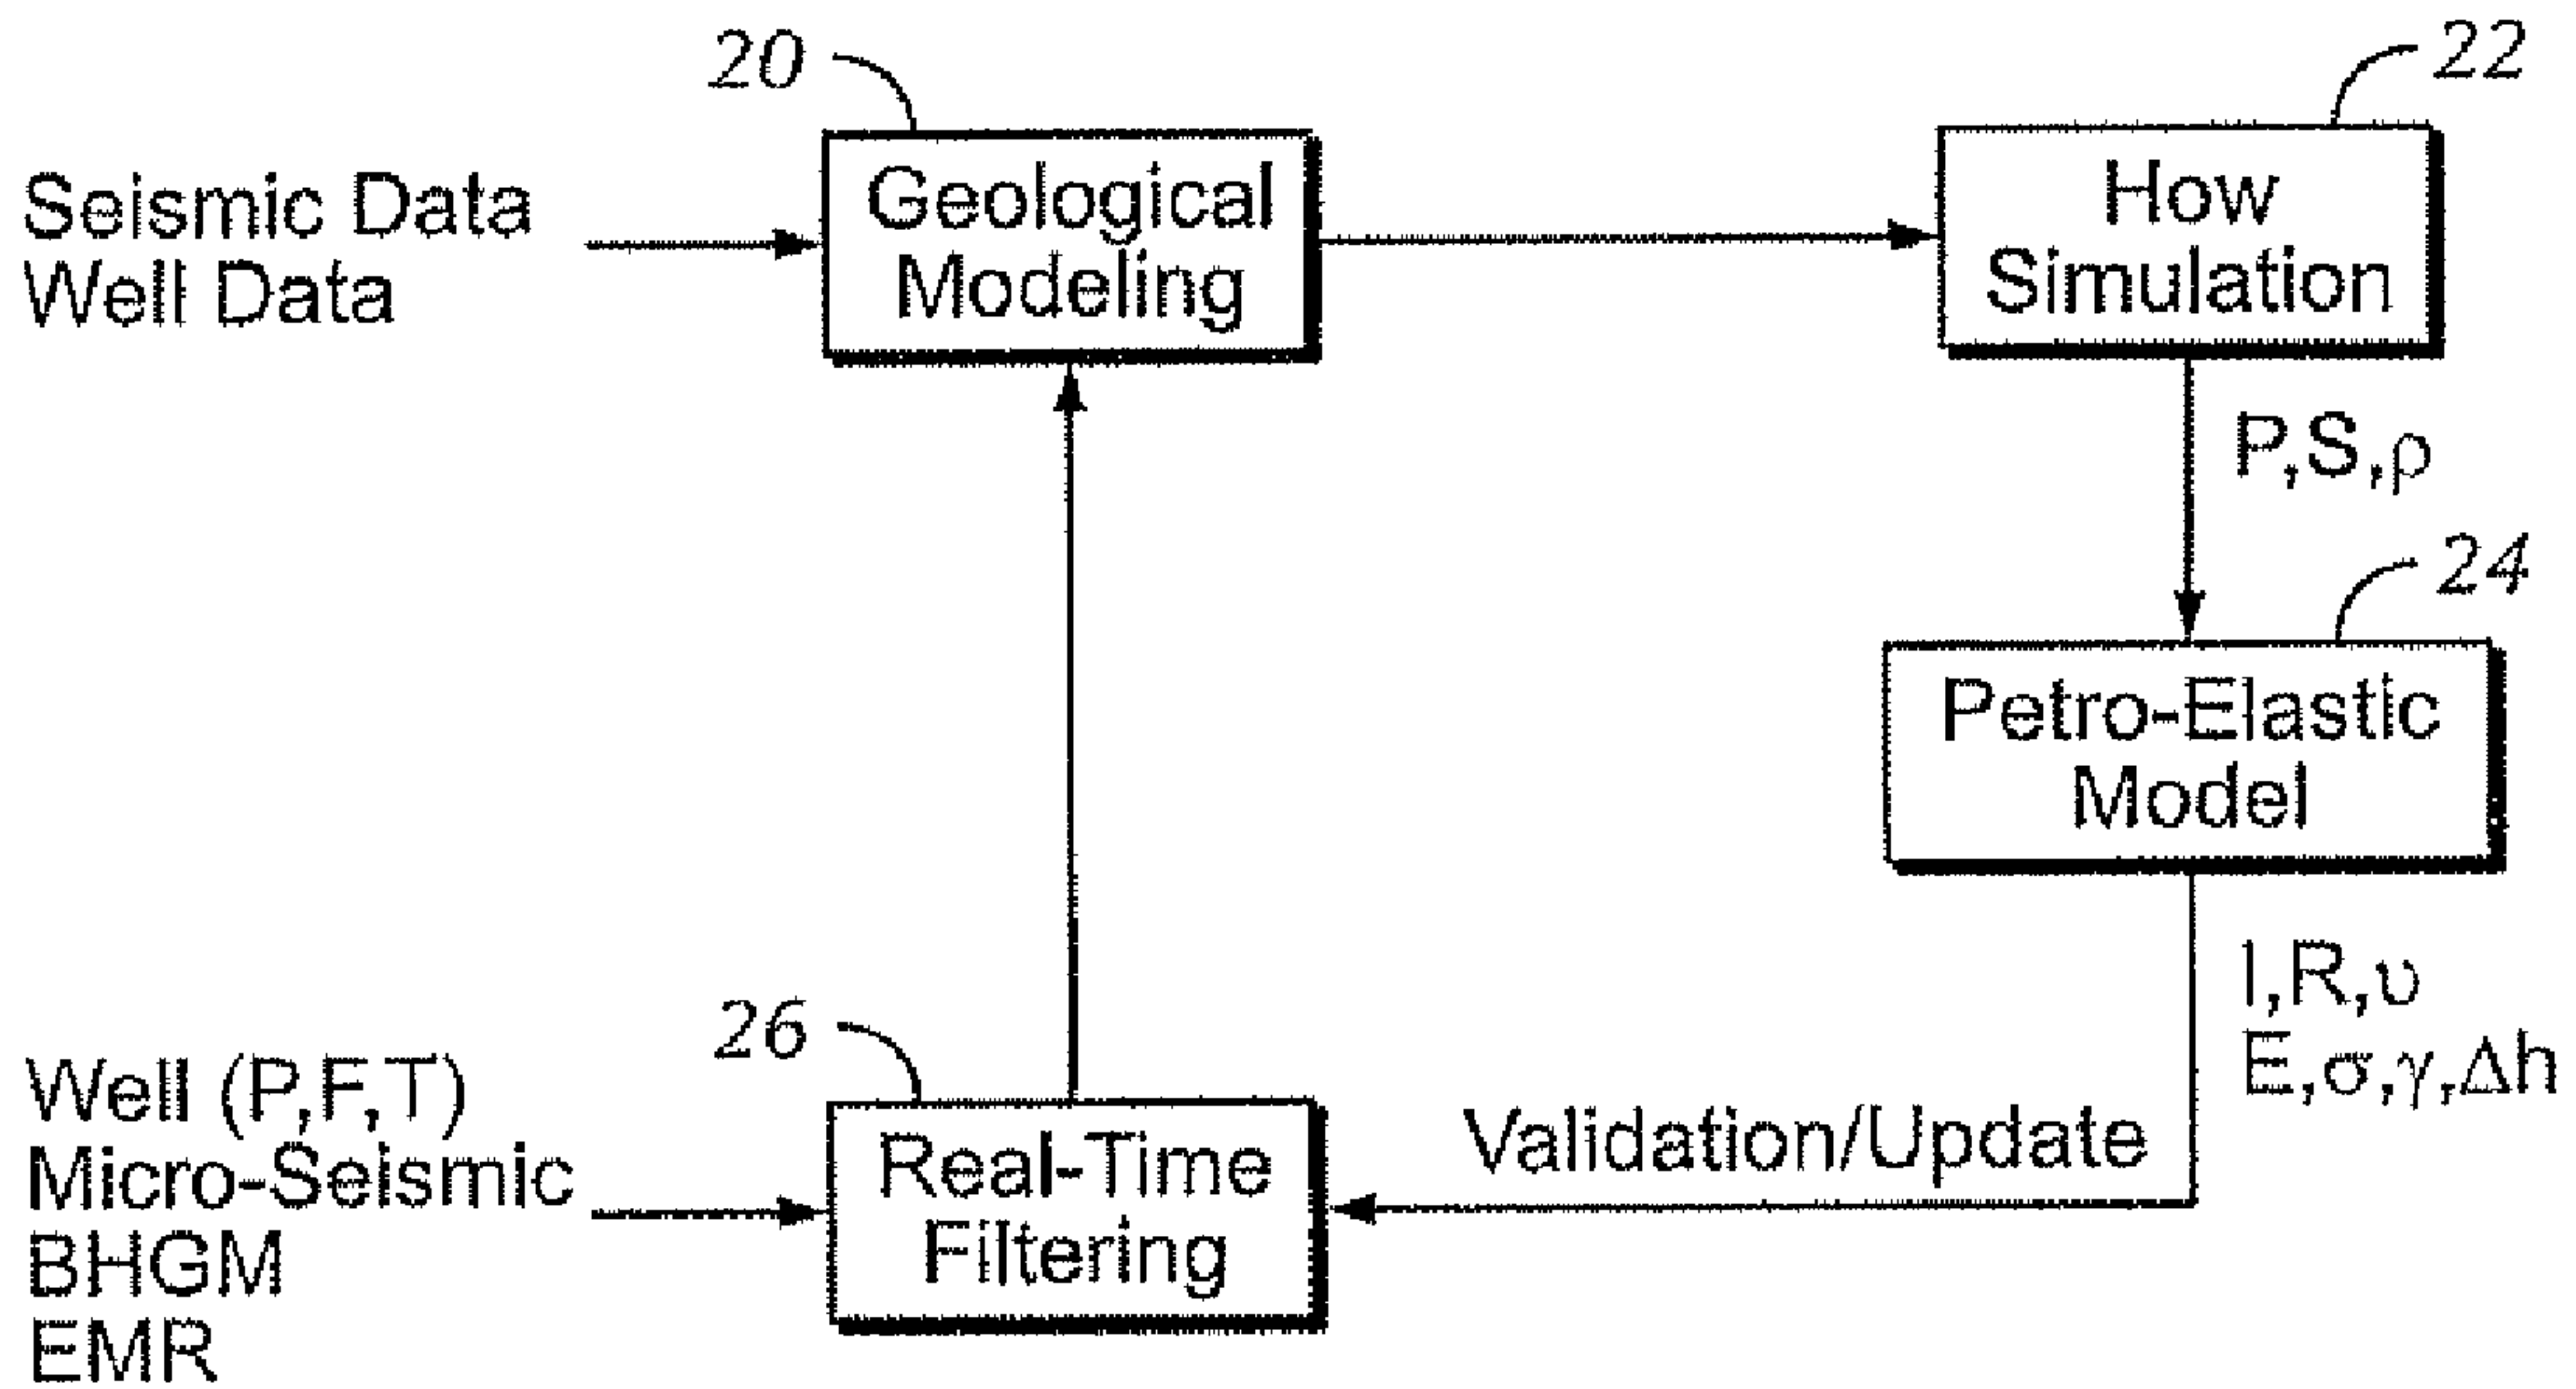 20
22
Seismic Data
Well Data
Geological
Modeling
How
Simulation
P,S,ρ
24
Petro-Elastic
Model
I,R,υ
E,σ,γ,Δh
26
Well (P,F,T)
Micro-Seismic
BHGM
EMR
Real-Time
Filtering
Validation/Update